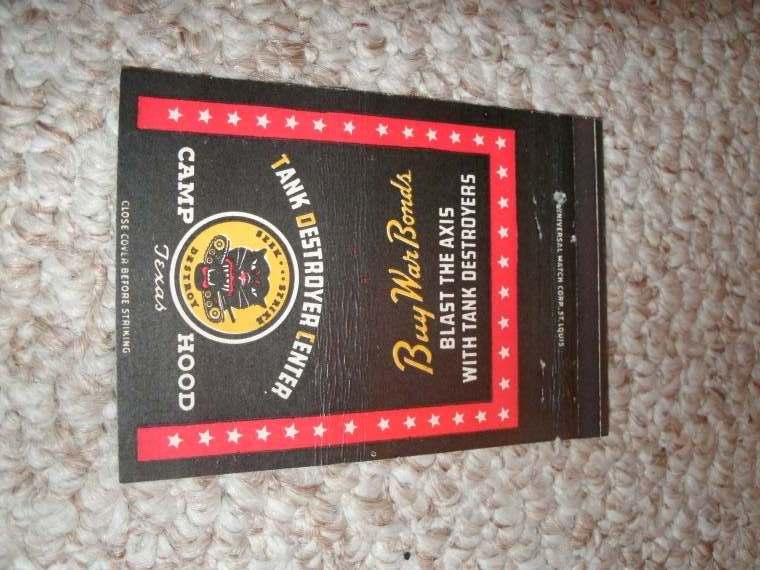 UNIVERSAL MATCH CORP., ST. LOUIS
Buy War Bonds
BLAST THE AXIS
WITH TANK DESTROYERS
TANK DESTROYER CENTER
SEEK · STRIKE
DESTROY
CAMP HOOD
Texas
CLOSE COVER BEFORE STRIKING